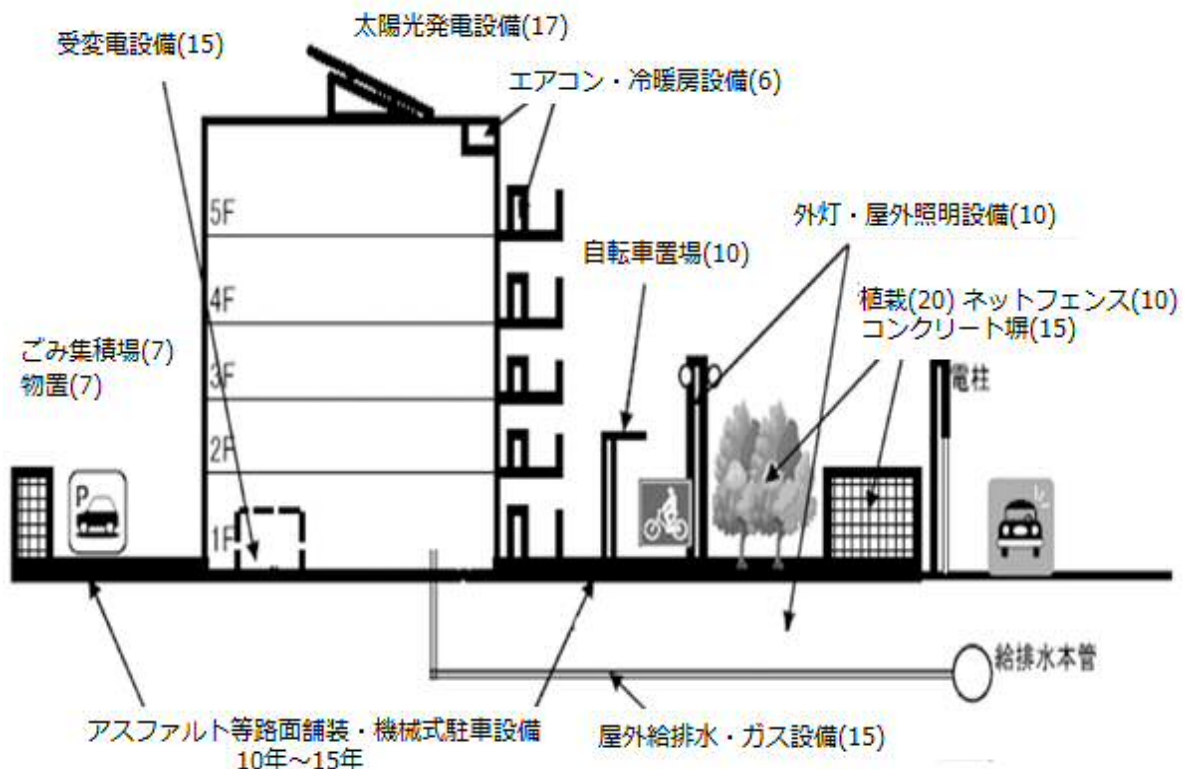 太陽光発電設備(17)
受変電設備(15)
エアコン・冷暖房設備(6)
5F
外灯・屋外照明設備(10)
自転車置場(10)
4F
植栽(20) ネットフェンス(10)
コンクリート塀(15)
ごみ集積場(7)
物置(7)
3F
電柱
2F
P
1F
給排水本管
アスファルト等路面舗装・機械式駐車設備
10年～15年
屋外給排水・ガス設備(15)